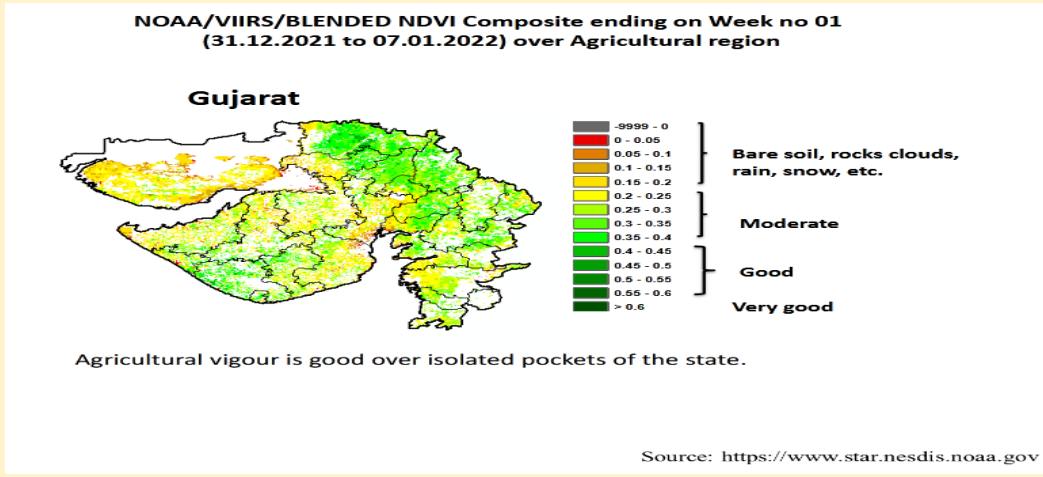 NOAA/VIIRS/BLENDED NDVI Composite ending on Week no 01
(31.12.2021 to 07.01.2022) over Agricultural region
Gujarat
-9999 - 0
0 - 0.05
0.05 - 0.1
0.1 - 0.15
0.15 - 0.2
0.2 - 0.25
0.25 - 0.3
0.3 - 0.35
0.35 - 0.4
0.4 - 0.45
0.45 - 0.5
0.5 - 0.55
0.55 - 0.6
> 0.6
Bare soil, rocks clouds,
rain, snow, etc.
Moderate
Good
Very good
Agricultural vigour is good over isolated pockets of the state.
Source: https://www.star.nesdis.noaa.gov